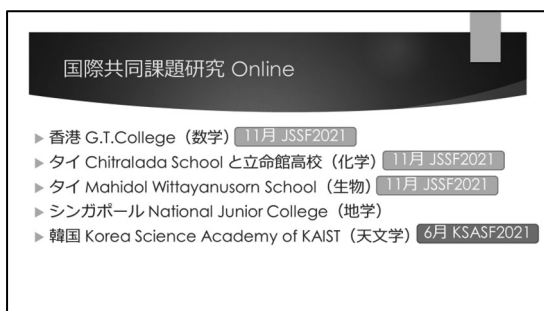 国際共同課題研究 Online
香港 G.T.College（数学） 11月 JSSF2021
タイ Chitralada School と立命館高校（化学） 11月 JSSF2021
タイ Mahidol Wittayanusorn School（生物） 11月 JSSF2021
シンガポール National Junior College（地学）
韓国 Korea Science Academy of KAIST（天文学） 6月 KSASF2021